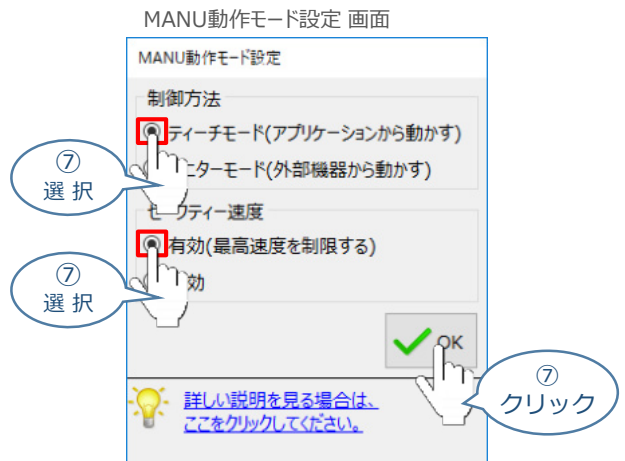 MANU動作モード設定 画面
MANU動作モード設定
制御方法
ティーチモード(アプリケーションから動かす)
ニターモード(外部機器から動かす)
⑦
選 択
セ フティー速度
有効(最高速度を制限する)
効
⑦
選 択
OK
⑦
クリック
詳しい説明を見る場合は、
ここをクリックしてください。